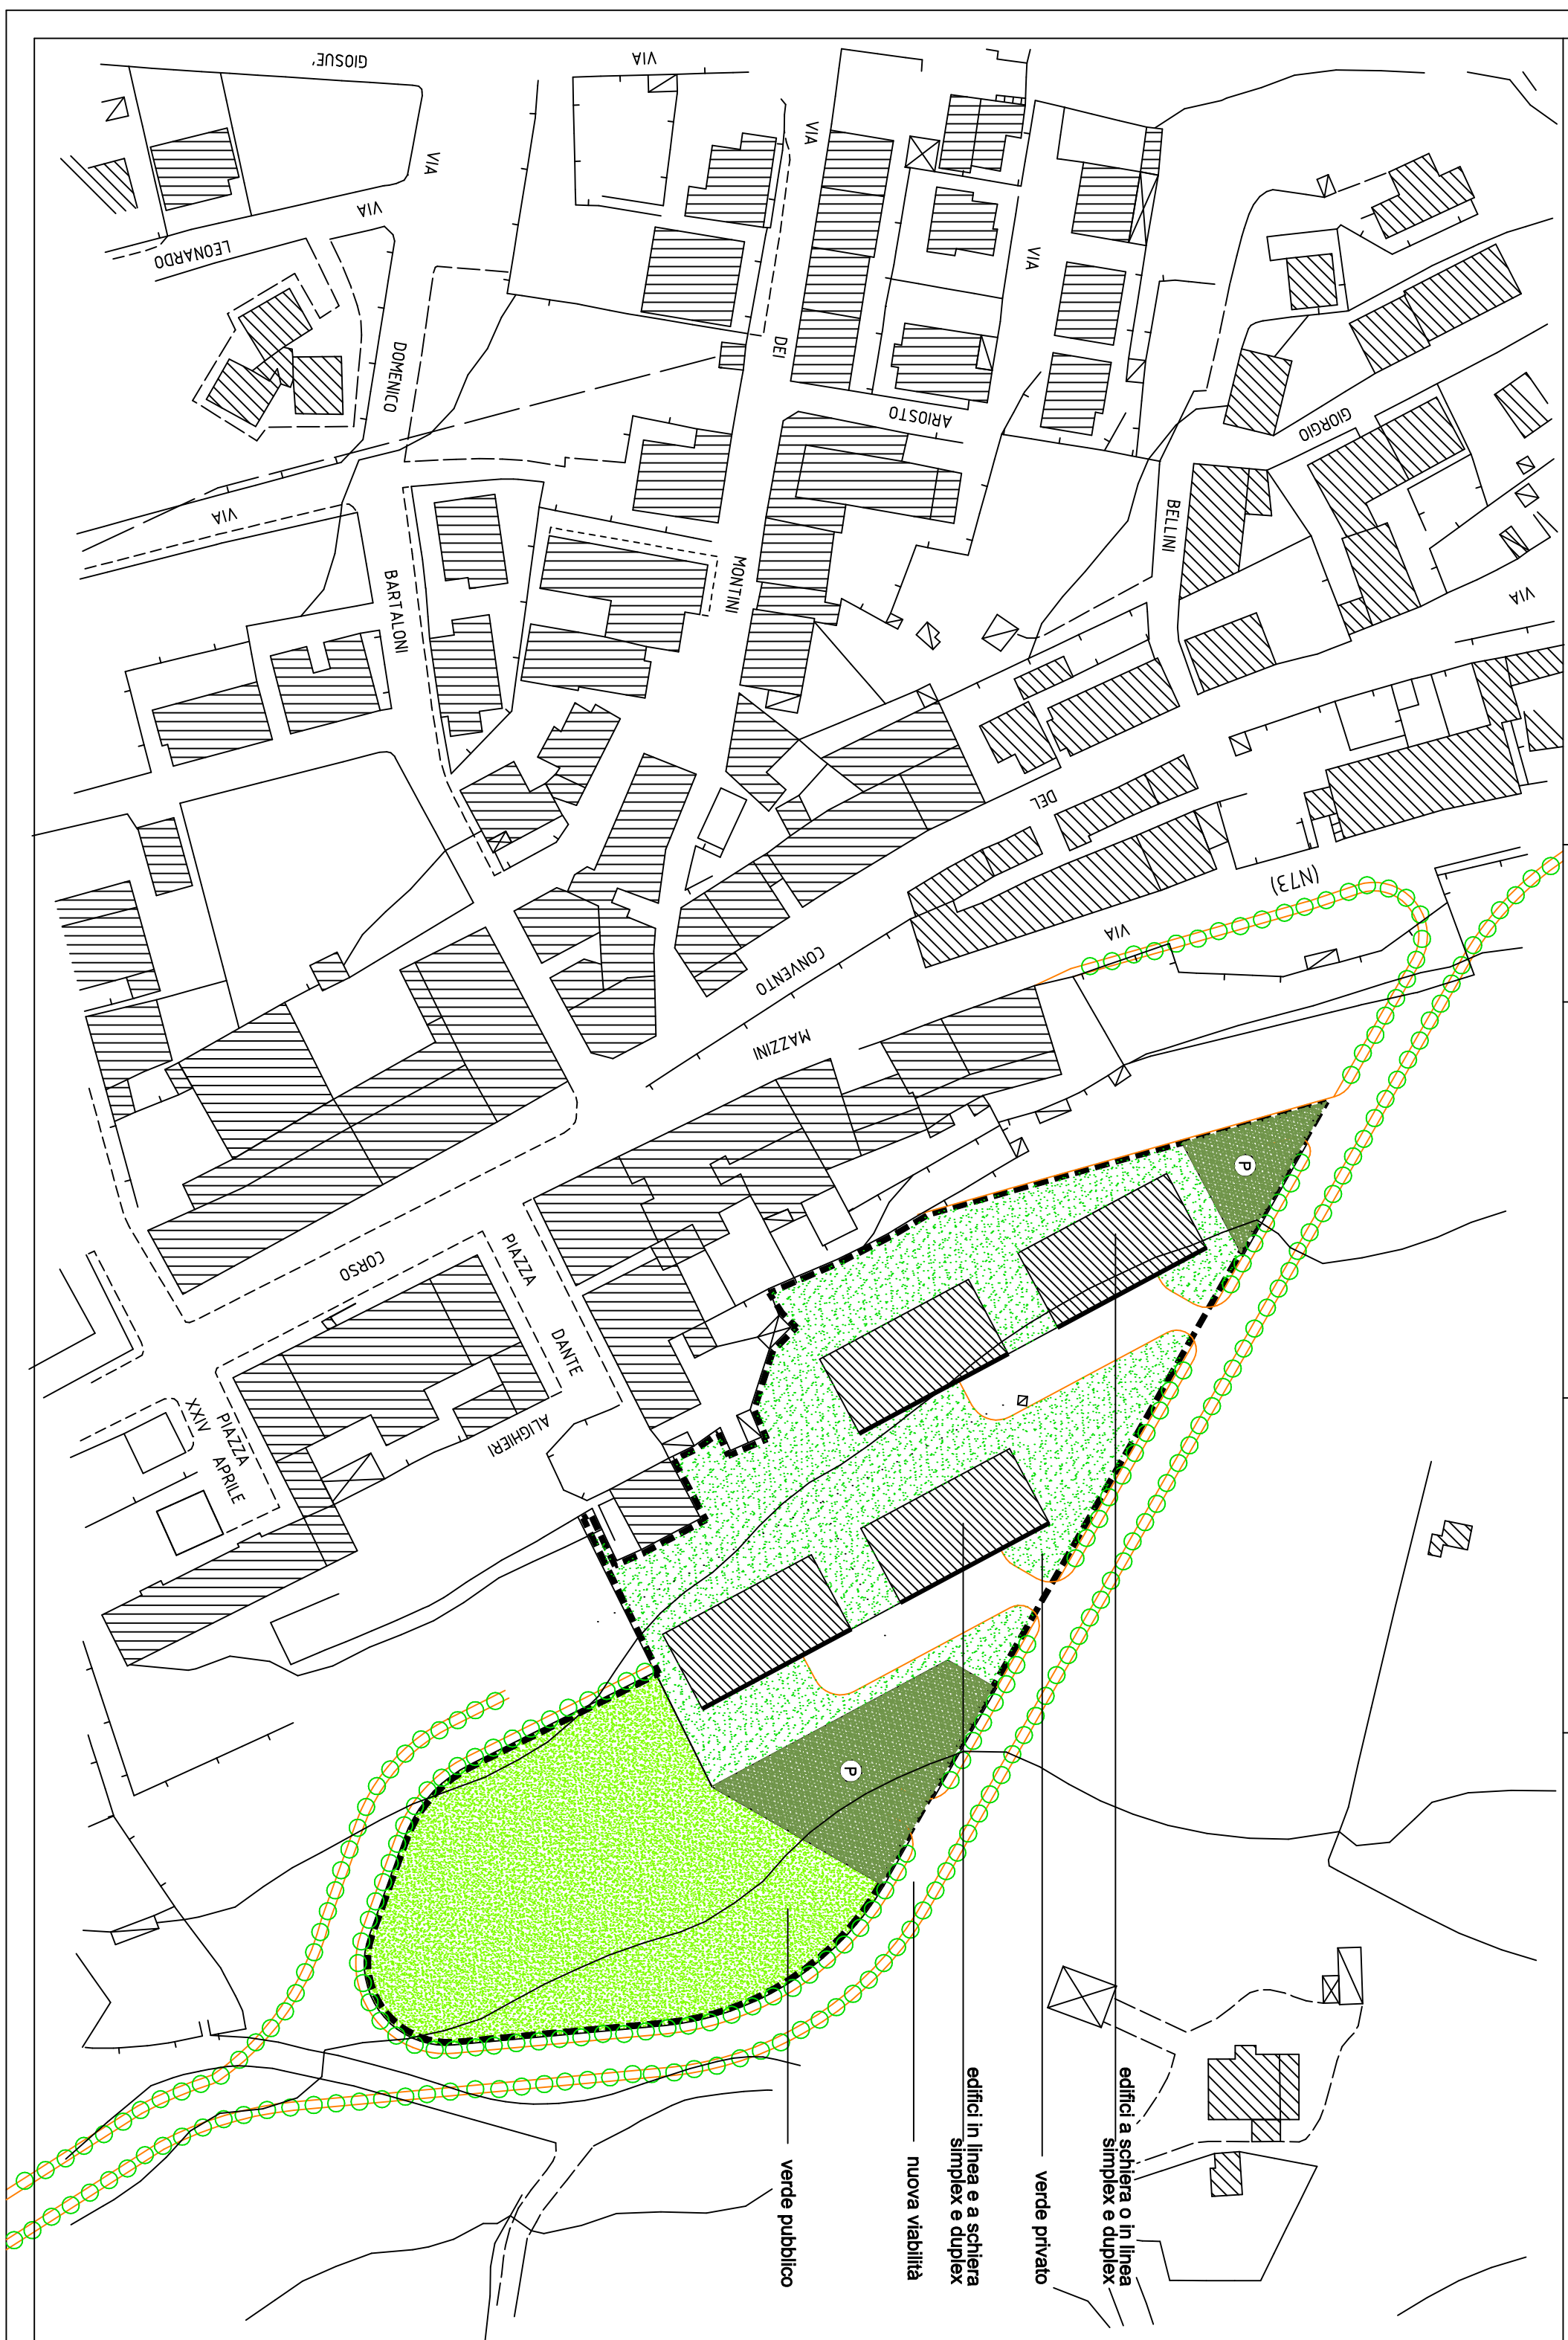 GIOSUE'
VIA
VIA
VIA
VIA
LEONARDO
VIA
DOMENICO
DEI
ARIOSTO
GIORGIO
VIA
BELLINI
BARTALONI
MONTINI
VIA
DEL
(N73)
VIA
CONVENTO
MAZZINI
P
CORSO
PIAZZA
DANTE
ALIGHIERI
PIAZZA
XXIV APRILE
P
edifici a schiera o in linea
simplex e duplex
verde privato
edifici in linea e a schiera
simplex e duplex
nuova viabilità
verde pubblico